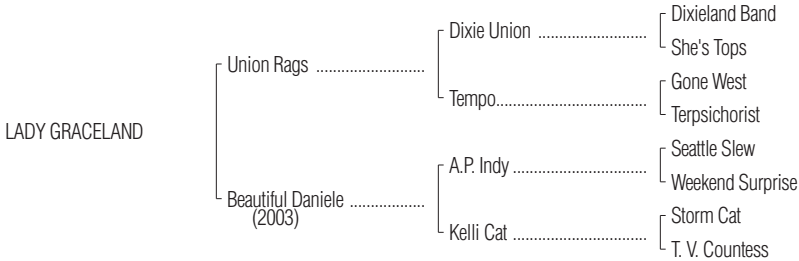 Dixieland Band
Dixie Union ..........................
She's Tops
Union Rags ..........................
Gone West
Tempo....................................
Terpsichorist
LADY GRACELAND
Seattle Slew
A.P. Indy ................................
Weekend Surprise
Beautiful Daniele ..................
(2003)
Storm Cat
Kelli Cat ................................
T. V. Countess